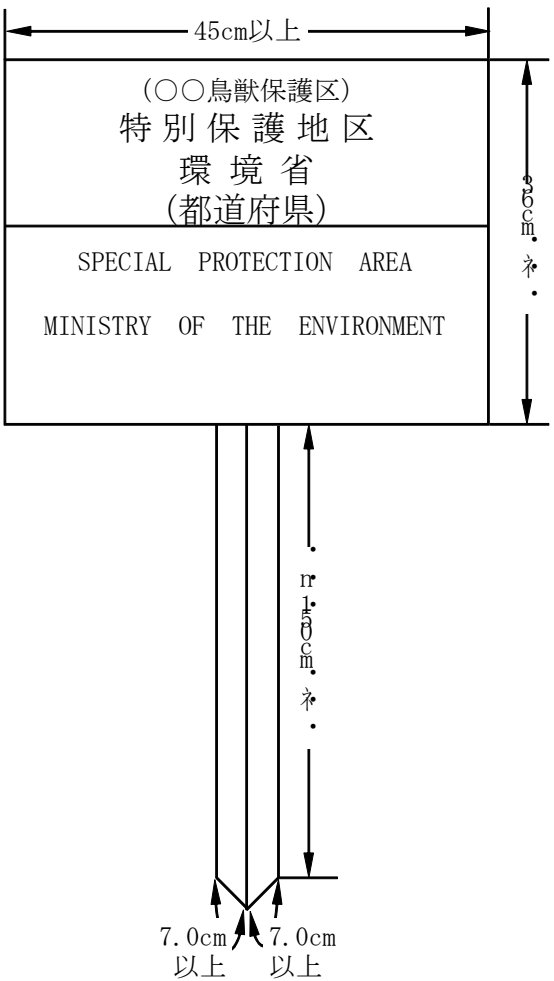 45cm以上
(○○鳥獣保護区)
特別保護地区
環境省
(都道府県)
SPECIAL PROTECTION AREA
MINISTRY OF THE ENVIRONMENT
36cm
150cm
7.0cm
以上
7.0cm
以上